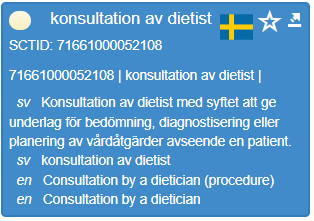 konsultation av dietist
SCTID: 71661000052108
71661000052108 | konsultation av dietist |
sv Konsultation av dietist med syftet att ge
underlag för bedömning, diagnostisering eller
planering av vårdåtgärder avseende en patient.
sv konsultation av dietist
en Consultation by a dietician (procedure)
en Consultation by a dietician